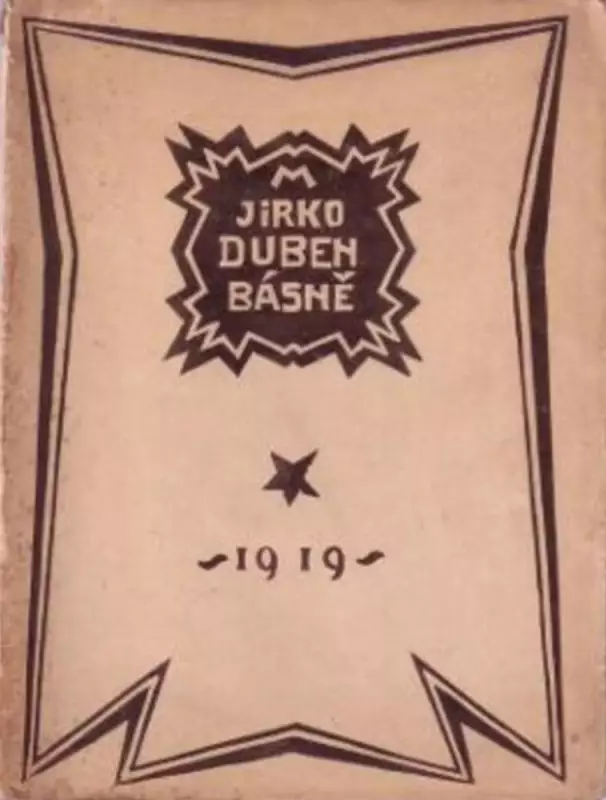 JiRKO
DUBEN
BÁSNĚ
~1919~